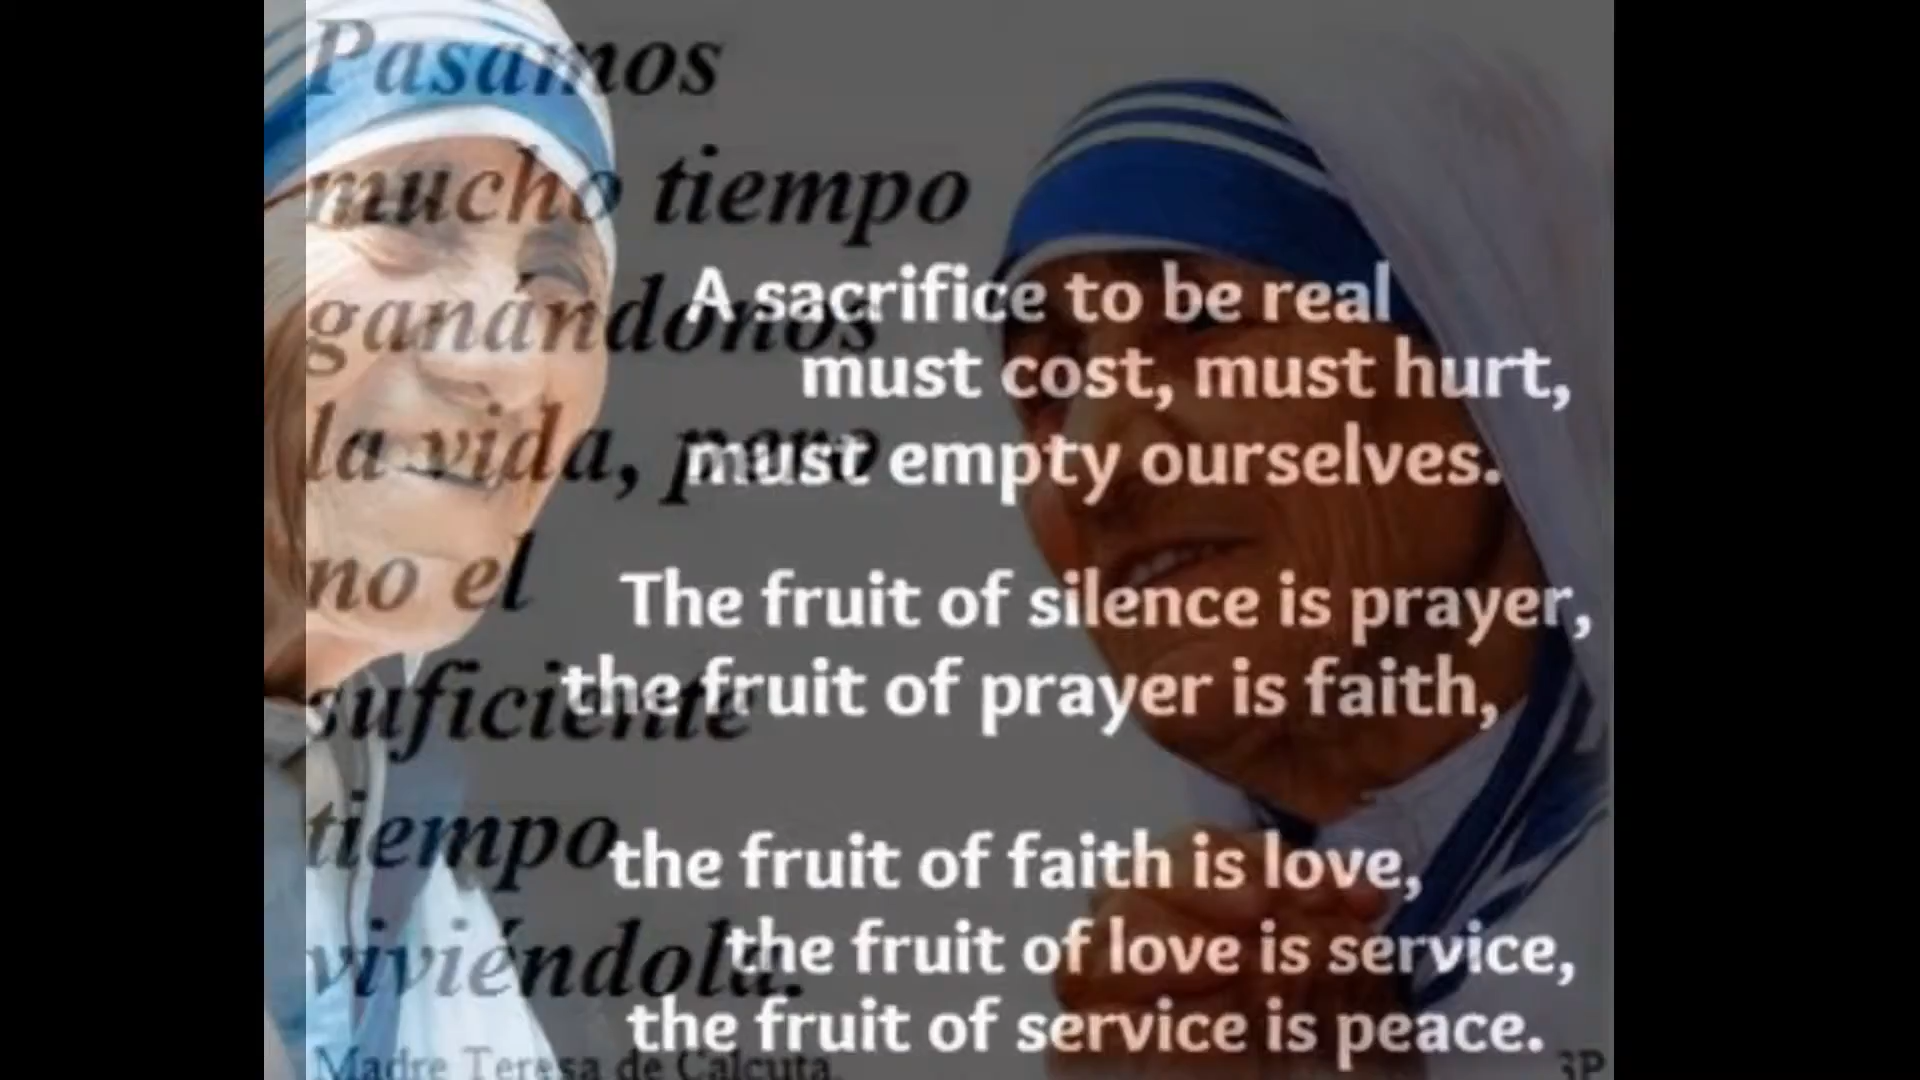 Pasamos
mucho tiempo
ganándonos
la vida, pero
no el
suficiente
tiempo
viviéndola.
Madre Teresa de Calcuta.
A sacrifice to be real
must cost, must hurt,
must empty ourselves.
The fruit of silence is prayer,
the fruit of prayer is faith,
the fruit of faith is love,
the fruit of love is service,
the fruit of service is peace.